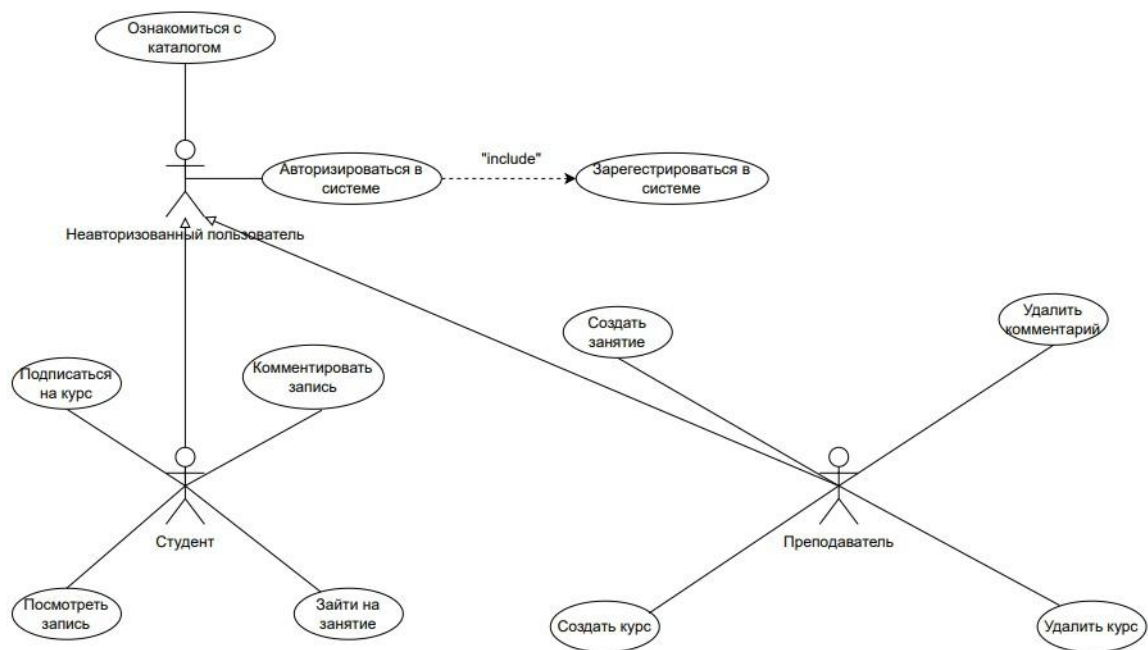 Ознакомиться с
каталогом
Авторизироваться в
системе
"include"
Зарегестрироваться в
системе
Неавторизованный пользователь
Создать
занятие
Удалить
комментарий
Подписаться
на курс
Комментировать
запись
Студент
Преподаватель
Посмотреть
запись
Зайти на
занятие
Создать курс
Удалить курс